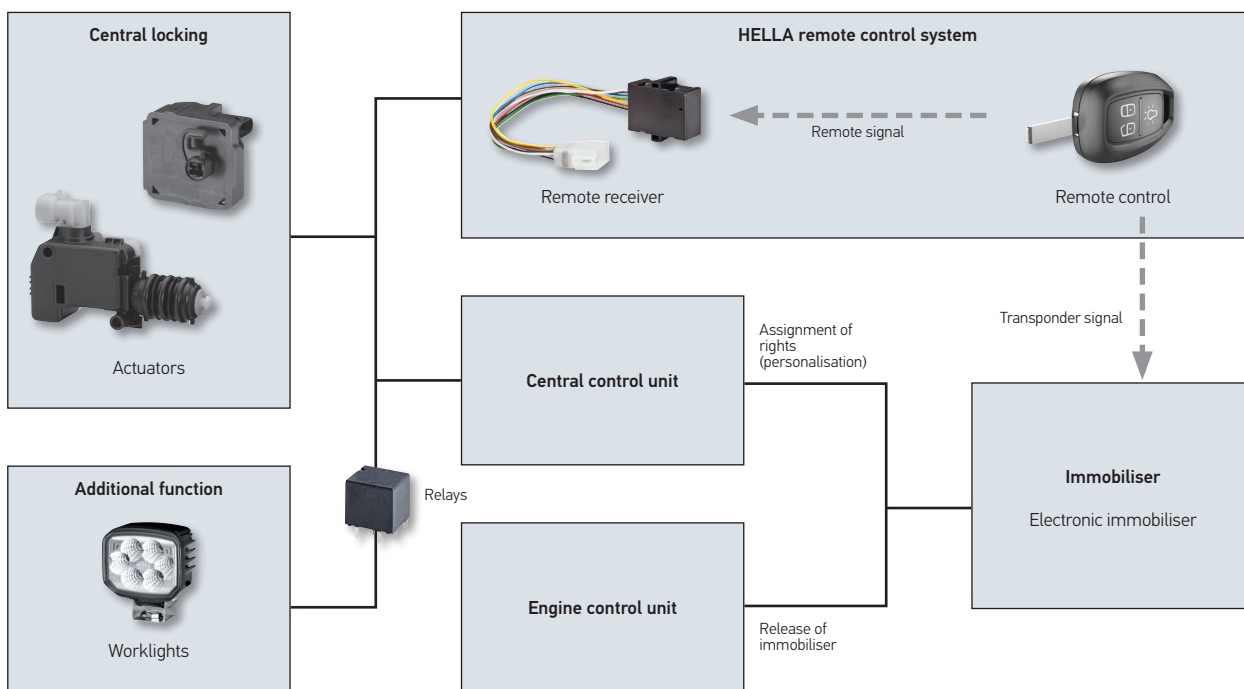 Central locking
Actuators
HELLA remote control system
Remote signal
Remote receiver
Remote control
Transponder signal
Assignment of
rights
(personalisation)
Central control unit
Relays
Additional function
Worklights
Immobiliser
Electronic immobiliser
Engine control unit
Release of
immobiliser